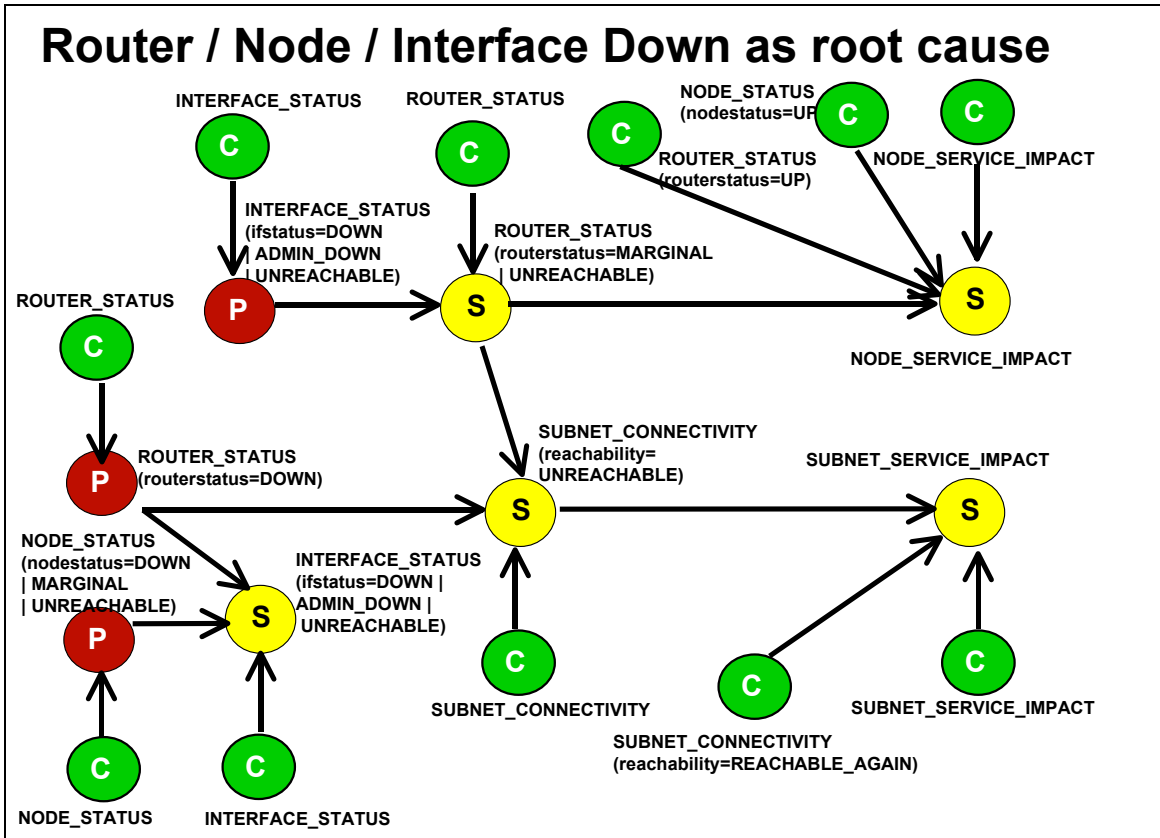 Router / Node / Interface Down as root cause
INTERFACE_STATUS
C
ROUTER_STATUS
C
C
NODE_STATUS
(nodestatus=UP
C
C
ROUTER_STATUS
(routerstatus=UP)
NODE_SERVICE_IMPACT
INTERFACE_STATUS
(ifstatus=DOWN
| ADMIN_DOWN
| UNREACHABLE)
ROUTER_STATUS
(routerstatus=MARGINAL
| UNREACHABLE)
P
S
S
NODE_SERVICE_IMPACT
ROUTER_STATUS
C
P
ROUTER_STATUS
(routerstatus=DOWN)
SUBNET_CONNECTIVITY
(reachability=
UNREACHABLE)
S
SUBNET_SERVICE_IMPACT
S
NODE_STATUS
(nodestatus=DOWN
| MARGINAL
| UNREACHABLE)
P
S
INTERFACE_STATUS
(ifstatus=DOWN |
ADMIN_DOWN |
UNREACHABLE)
C
SUBNET_CONNECTIVITY
C
SUBNET_CONNECTIVITY
(reachability=REACHABLE_AGAIN)
C
SUBNET_SERVICE_IMPACT
C
NODE_STATUS
C
INTERFACE_STATUS